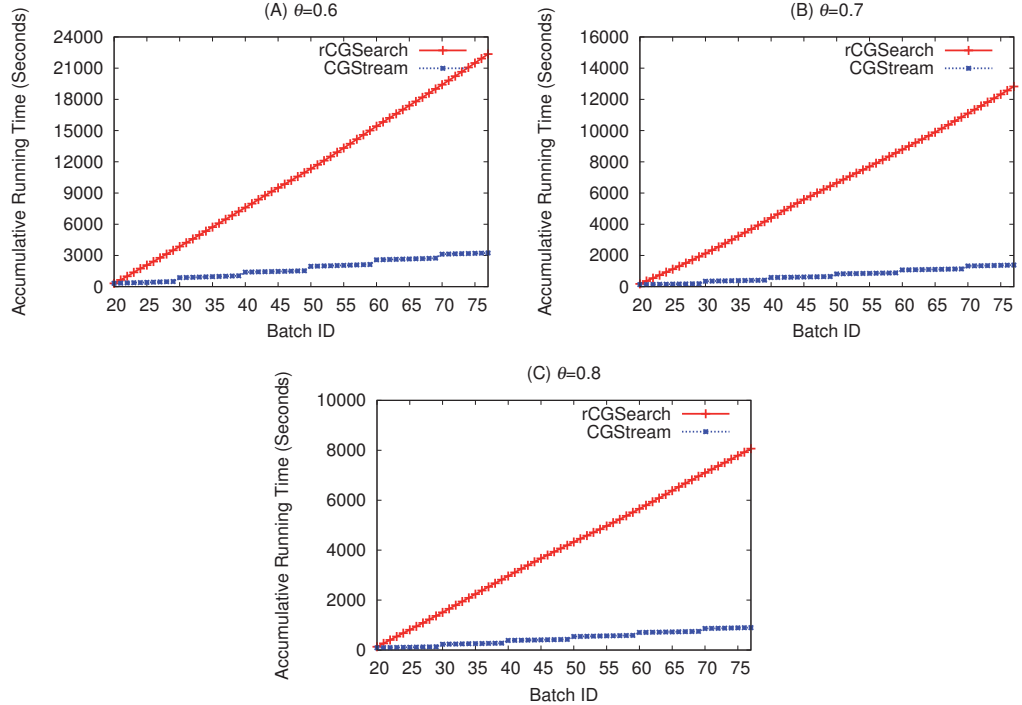 (A) θ=0.6
Accumulative Running Time (Seconds)
24000
21000
18000
15000
12000
9000
6000
3000
0
rCGSearch
CGStream
20 25 30 35 40 45 50 55 60 65 70 75
Batch ID
(B) θ=0.7
Accumulative Running Time (Seconds)
16000
14000
12000
10000
8000
6000
4000
2000
0
rCGSearch
CGStream
20 25 30 35 40 45 50 55 60 65 70 75
Batch ID
(C) θ=0.8
Accumulative Running Time (Seconds)
10000
8000
6000
4000
2000
0
rCGSearch
CGStream
20 25 30 35 40 45 50 55 60 65 70 75
Batch ID